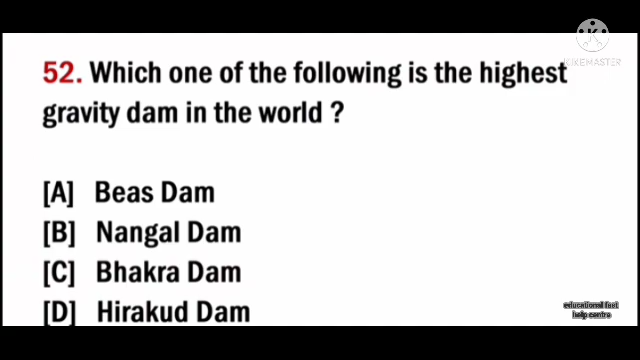 KINEMASTER
52. Which one of the following is the highest
gravity dam in the world ?
[A] Beas Dam
[B] Nangal Dam
[C] Bhakra Dam
[D] Hirakud Dam
educational fast
help centre